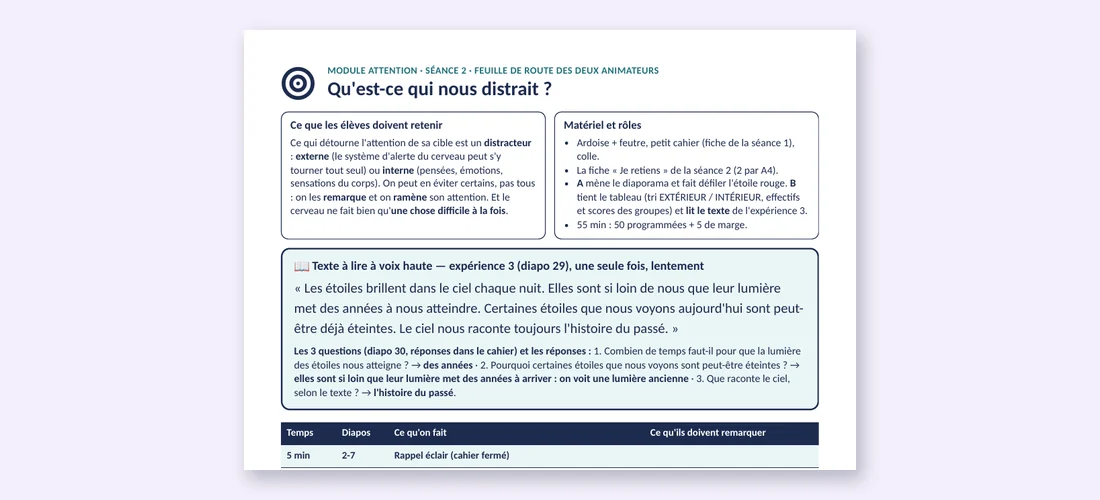 MODULE ATTENTION · SÉANCE 2 · FEUILLE DE ROUTE DES DEUX ANIMATEURS
Qu'est-ce qui nous distrait ?
Ce que les élèves doivent retenir
Ce qui détourne l'attention de sa cible est un distracteur
: externe (le système d'alerte du cerveau peut s'y
tourner tout seul) ou interne (pensées, émotions,
sensations du corps). On peut en éviter certains, pas tous
: on les remarque et on ramène son attention. Et le
cerveau ne fait bien qu'une chose difficile à la fois.
Matériel et rôles
• Ardoise + feutre, petit cahier (fiche de la séance 1),
colle.
• La fiche « Je retiens » de la séance 2 (2 par A4).
• A mène le diaporama et fait défiler l'étoile rouge. B
tient le tableau (tri EXTÉRIEUR / INTÉRIEUR, effectifs
et scores des groupes) et lit le texte de l'expérience 3.
• 55 min : 50 programmées + 5 de marge.
📖 Texte à lire à voix haute — expérience 3 (diapo 29), une seule fois, lentement
« Les étoiles brillent dans le ciel chaque nuit. Elles sont si loin de nous que leur lumière
met des années à nous atteindre. Certaines étoiles que nous voyons aujourd'hui sont peut-
être déjà éteintes. Le ciel nous raconte toujours l'histoire du passé. »
Les 3 questions (diapo 30, réponses dans le cahier) et les réponses : 1. Combien de temps faut-il pour que la lumière
des étoiles nous atteigne ? → des années · 2. Pourquoi certaines étoiles que nous voyons sont peut-être éteintes ? →
elles sont si loin que leur lumière met des années à arriver : on voit une lumière ancienne · 3. Que raconte le ciel,
selon le texte ? → l'histoire du passé.
Temps Diapos Ce qu'on fait Ce qu'ils doivent remarquer
5 min 2-7 Rappel éclair (cahier fermé)